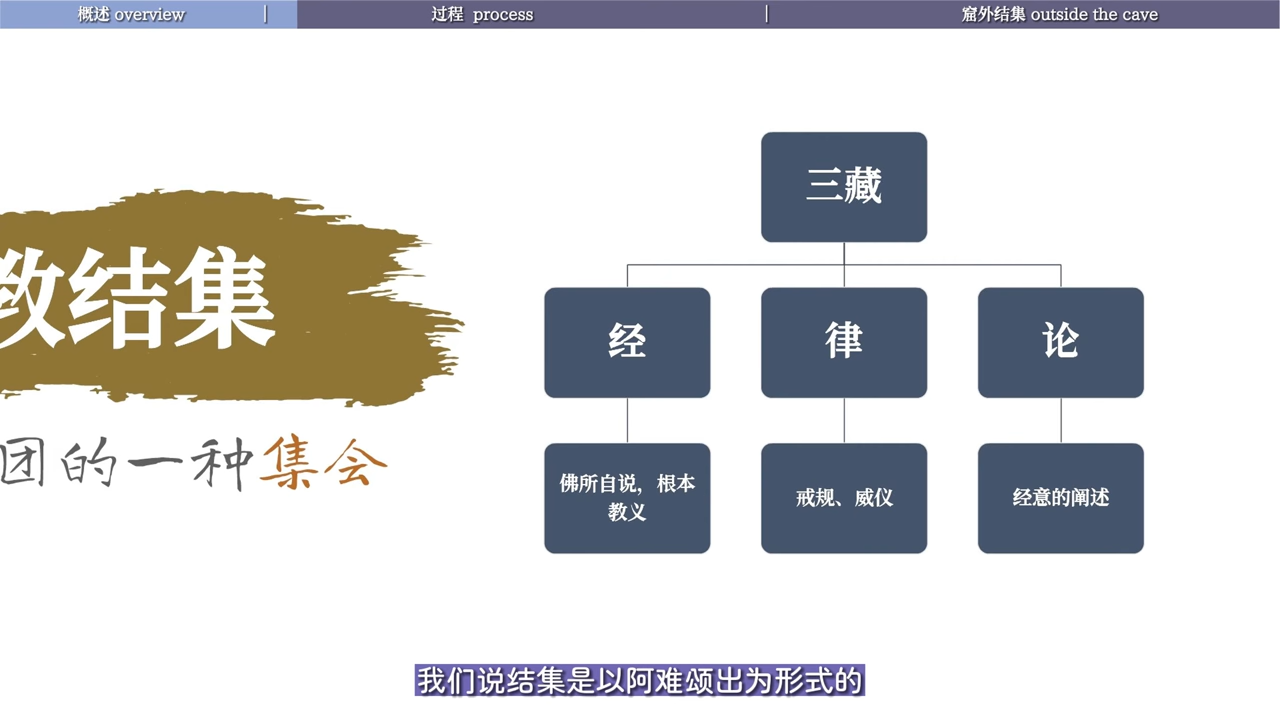 概述 overview
过程 process
窟外结集 outside the cave
教结集
团的一种集会
三藏
经
律
论
佛所自说，根本
教义
戒规、威仪
经意的阐述
我们说结集是以阿难颂出为形式的